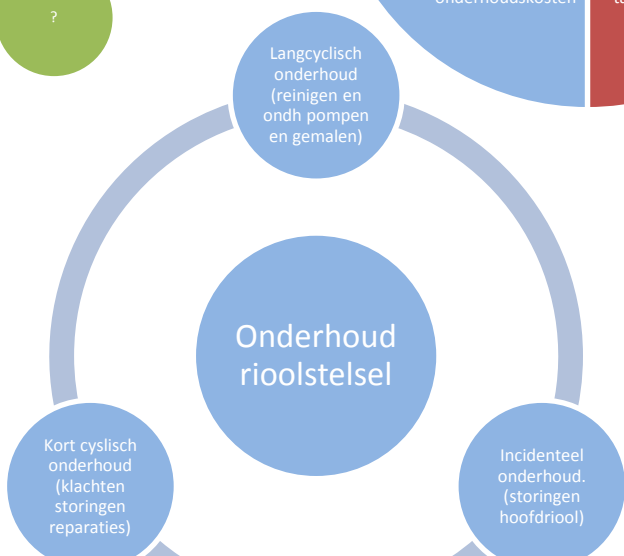 ?
onderhoudskosten
Langcyclisch
onderhoud
(reinigen en
ondh pompen
en gemalen)
Onderhoud
rioolstelsel
Kort cyslisch
onderhoud
(klachten
storingen
reparaties)
Incidenteel
onderhoud.
(storingen
hoofdriool)